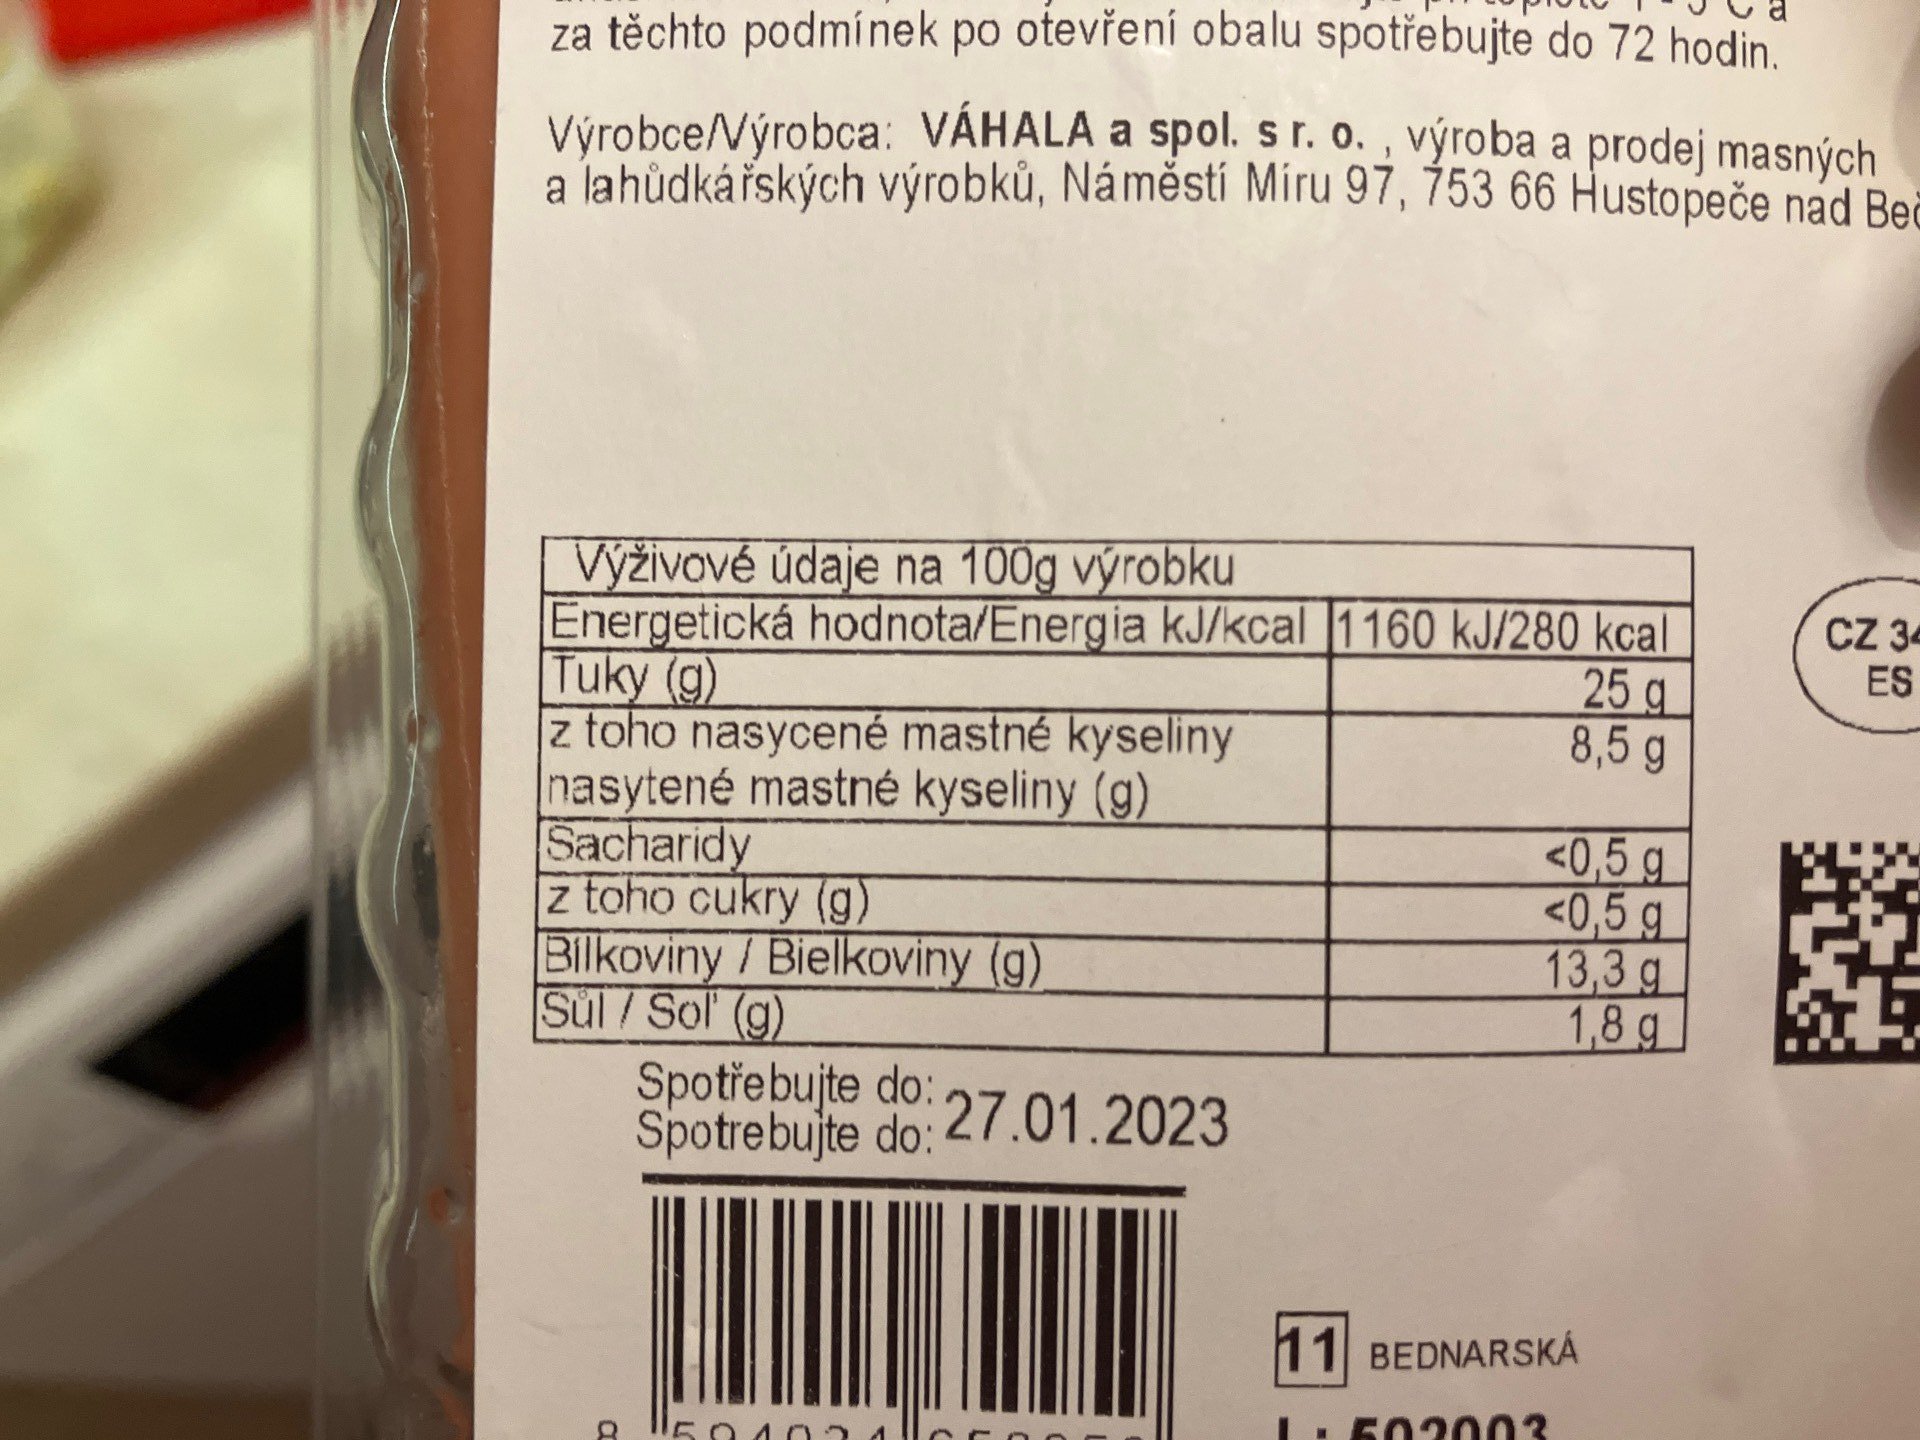 za těchto podmínek po otevření obalu spotřebujte do 72 hodin.
Výrobce/Výrobca: VÁHALA a spol. s r. o. , výroba a prodej masných
a lahůdkářských výrobků, Náměstí Míru 97, 753 66 Hustopeče nad Beč
Výživové údaje na 100g výrobku
Energetická hodnota/Energia kJ/kcal 1160 kJ/280 kcal
Tuky (g) 25 g
z toho nasycené mastné kyseliny 8,5 g
nasytené mastné kyseliny (g)
Sacharidy <0,5 g
z toho cukry (g) <0,5 g
Bílkoviny / Bielkoviny (g) 13,3 g
Sůl / Soľ (g) 1,8 g
CZ 34
ES
Spotřebujte do:
Spotrebujte do: 27.01.2023
11 BEDNARSKÁ
L: 502003